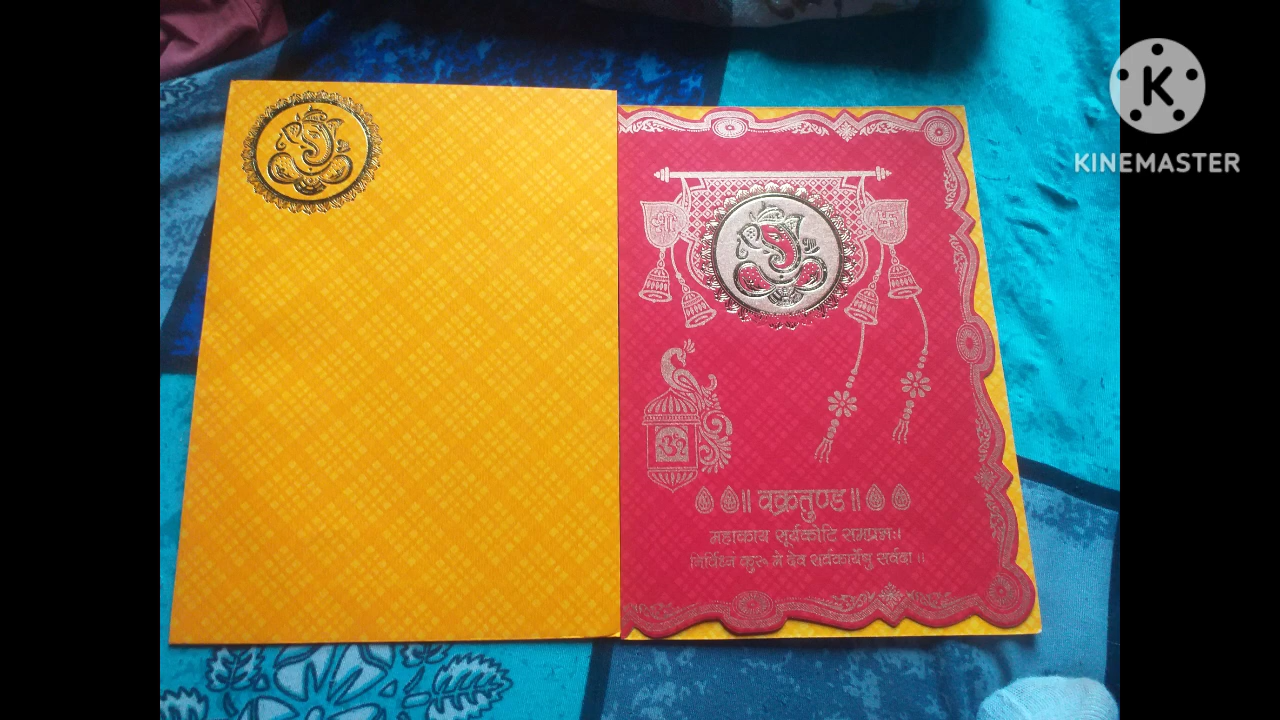 KINEMASTER
श्री
॥ वक्रतुण्ड ॥
महाकाय सूर्यकोटि समप्रभः।
निर्विघ्नं कुरू मे देव सर्वकार्येषु सर्वदा ॥